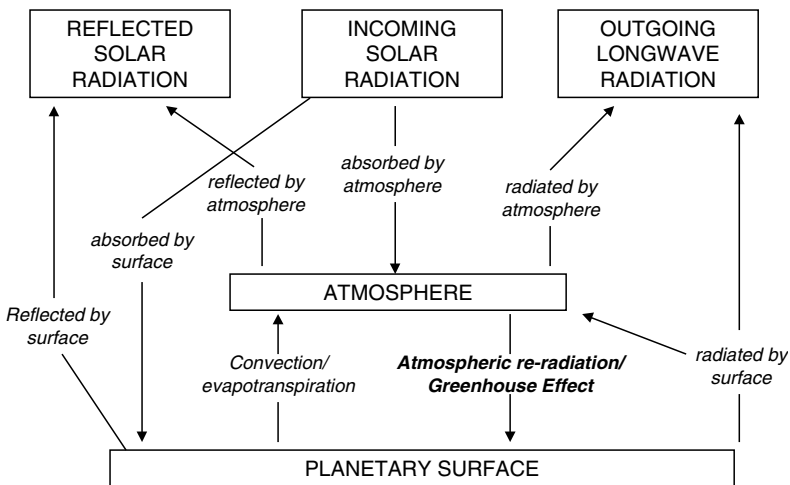 REFLECTED
SOLAR
RADIATION
INCOMING
SOLAR
RADIATION
OUTGOING
LONGWAVE
RADIATION
reflected by
atmosphere
absorbed by
atmosphere
radiated by
atmosphere
absorbed by
surface
ATMOSPHERE
Reflected by
surface
Convection/
evapotranspiration
Atmospheric re-radiation/
Greenhouse Effect
radiated by
surface
PLANETARY SURFACE